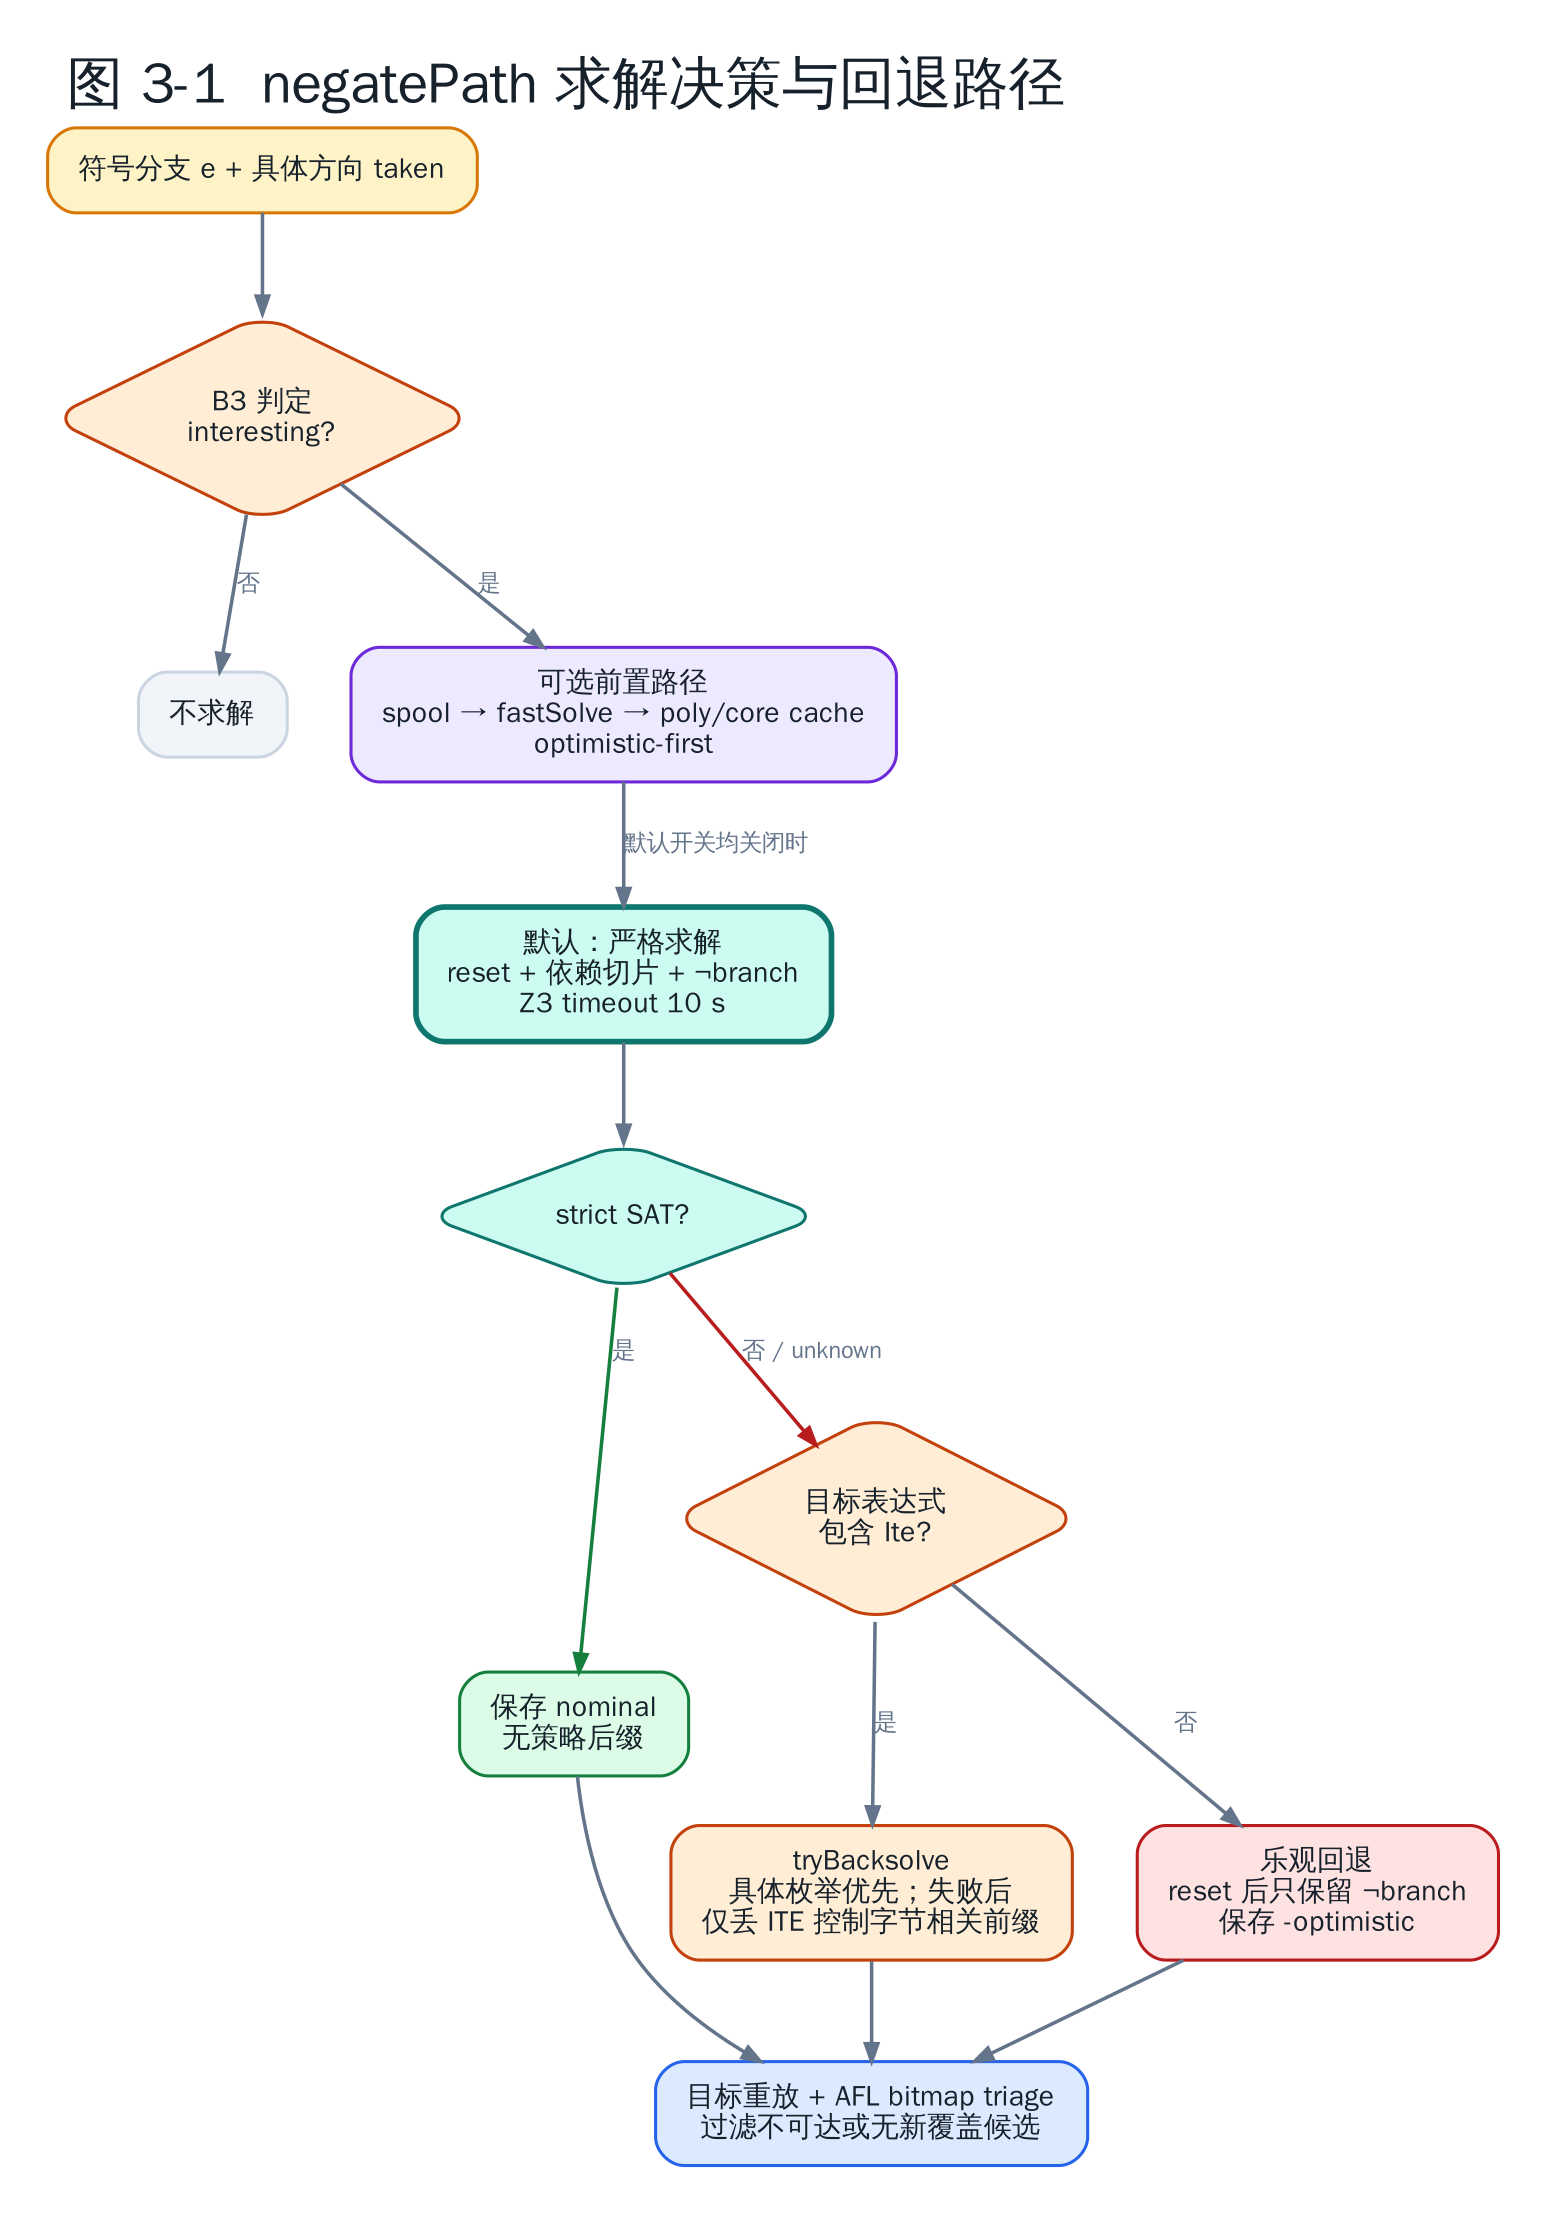 图 3-1 negatePath 求解决策与回退路径
符号分支 e + 具体方向 taken
B3 判定
interesting?
否
是
不求解
可选前置路径
spool → fastSolve → poly/core cache
optimistic-first
默认开关均关闭时
默认：严格求解
reset + 依赖切片 + ¬branch
Z3 timeout 10 s
strict SAT?
是
否 / unknown
目标表达式
包含 Ite?
保存 nominal
无策略后缀
是
否
tryBacksolve
具体枚举优先；失败后
仅丢 ITE 控制字节相关前缀
乐观回退
reset 后只保留 ¬branch
保存 -optimistic
目标重放 + AFL bitmap triage
过滤不可达或无新覆盖候选